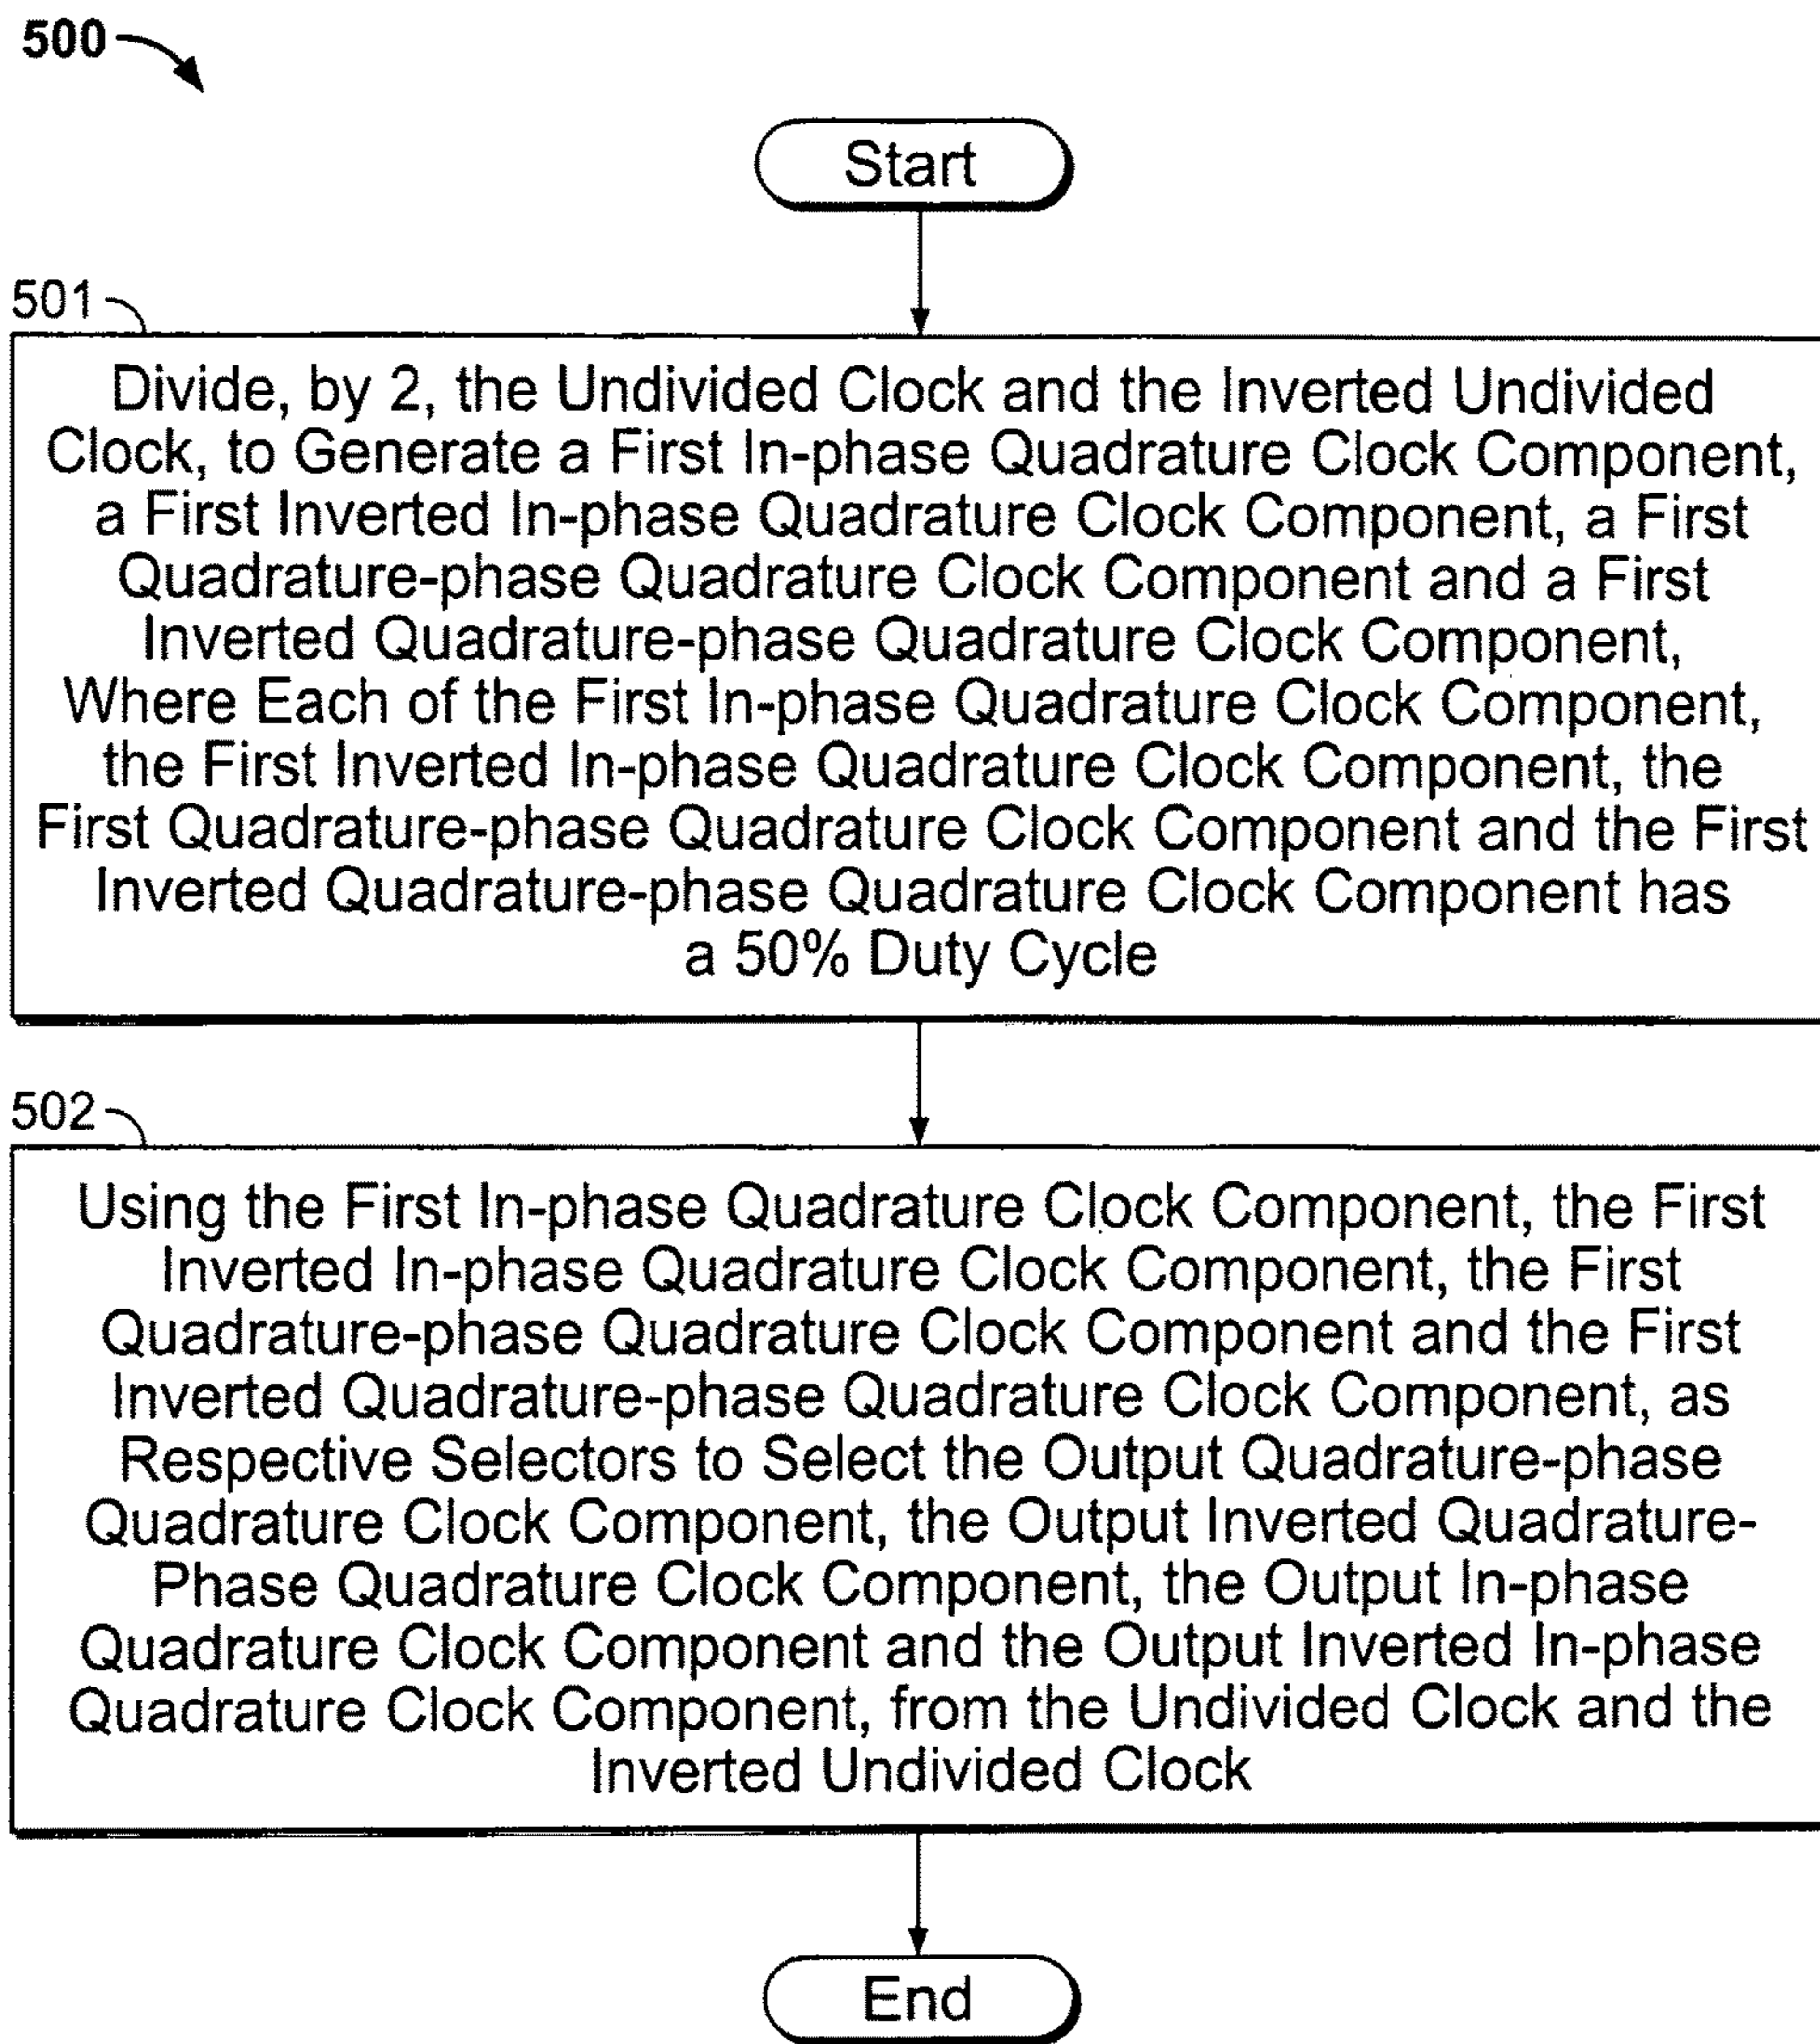 500
Start
501
Divide, by 2, the Undivided Clock and the Inverted Undivided
Clock, to Generate a First In-phase Quadrature Clock Component,
a First Inverted In-phase Quadrature Clock Component, a First
Quadrature-phase Quadrature Clock Component and a First
Inverted Quadrature-phase Quadrature Clock Component,
Where Each of the First In-phase Quadrature Clock Component,
the First Inverted In-phase Quadrature Clock Component, the
First Quadrature-phase Quadrature Clock Component and the First
Inverted Quadrature-phase Quadrature Clock Component has
a 50% Duty Cycle
502
Using the First In-phase Quadrature Clock Component, the First
Inverted In-phase Quadrature Clock Component, the First
Quadrature-phase Quadrature Clock Component and the First
Inverted Quadrature-phase Quadrature Clock Component, as
Respective Selectors to Select the Output Quadrature-phase
Quadrature Clock Component, the Output Inverted Quadrature-
Phase Quadrature Clock Component, the Output In-phase
Quadrature Clock Component and the Output Inverted In-phase
Quadrature Clock Component, from the Undivided Clock and the
Inverted Undivided Clock
End